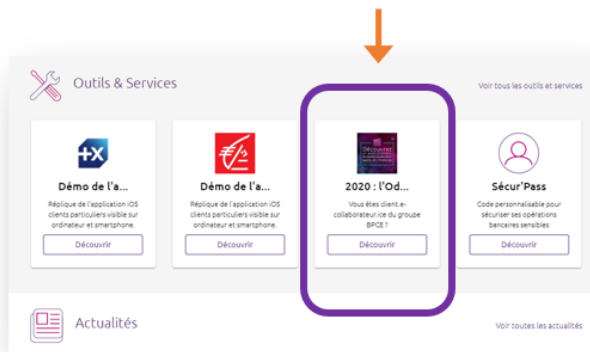 Outils & Services
Voir tous les outils et services
Démo de l'a...
Réplique de l'application iOS
clients particuliers visible sur
ordinateur et smartphone.
Découvrir
Démo de l'a...
Réplique de l'application iOS
clients particuliers visible sur
ordinateur et smartphone.
Découvrir
Découvrir
2020 : l'Od...
Vous êtes client.e-
collaborateur.ice du groupe
BPCE ?
Découvrir
Sécur'Pass
Code personnalisable pour
sécuriser ses opérations
bancaires sensibles
Découvrir
Actualités
Voir toutes les actualités